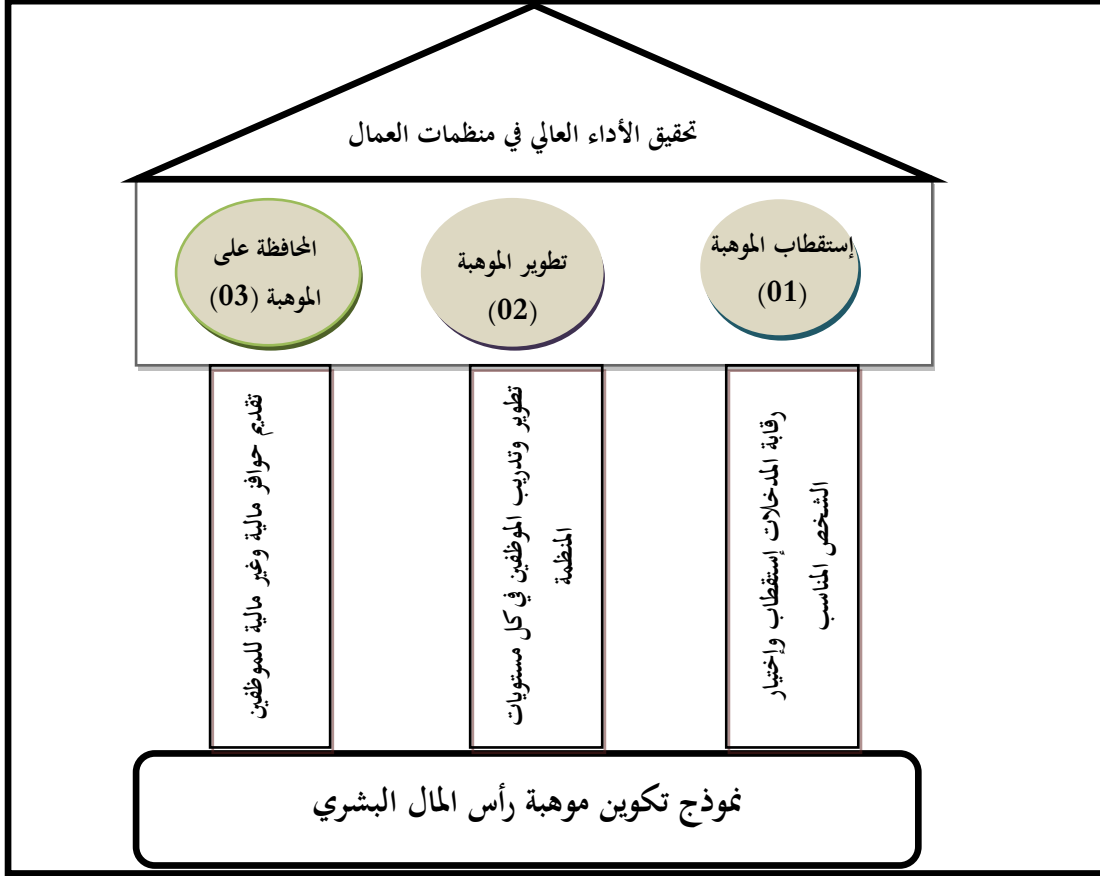 تحقيق الأداء العالي في منظمات العمال
إستقطاب الموهبة
(01)
تطوير الموهبة
(02)
المحافظة على
الموهبة (03)
رقابة المدخلات إستقطاب وإختيار
الشخص المناسب
تطوير وتدريب الموظفين في كل مستويات
المنظمة
تقديم حوافز مالية وغير مالية للموظفين
نموذج تكوين موهبة رأس المال البشري